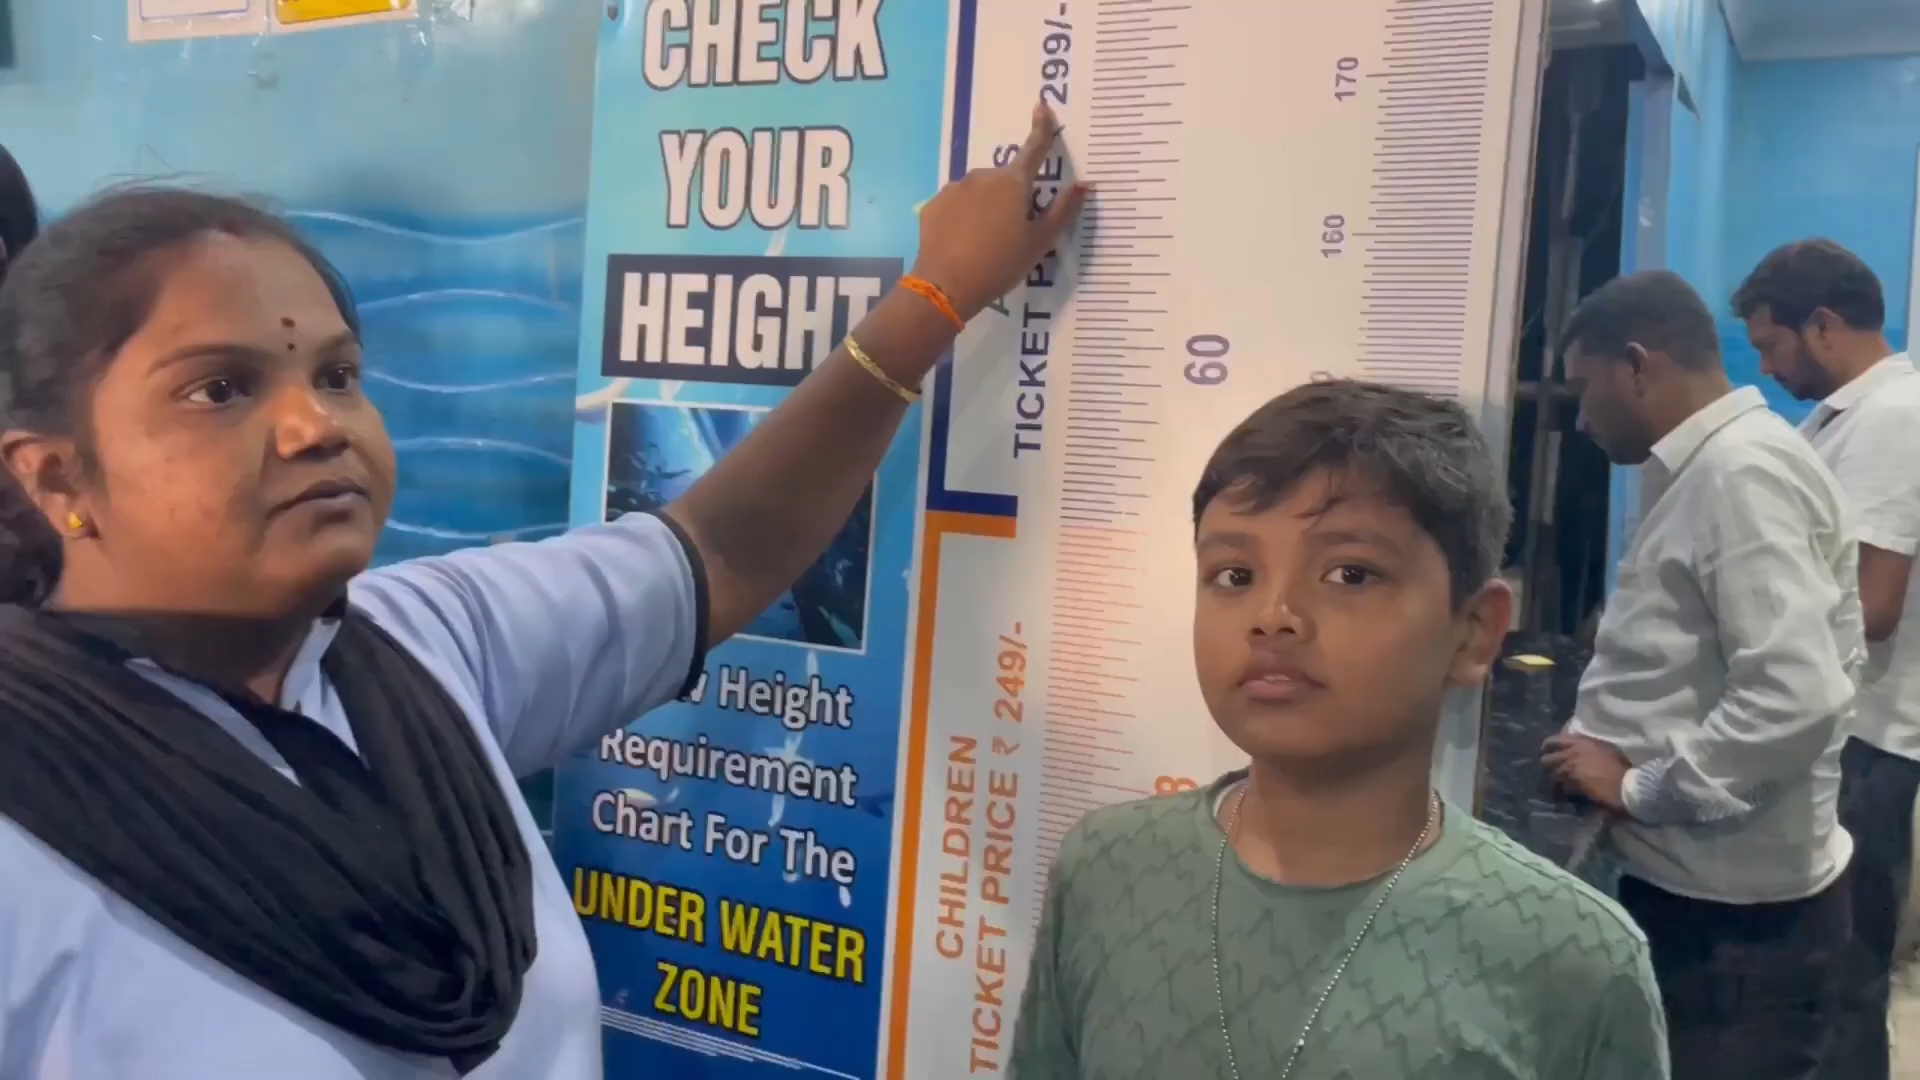 CHECK
YOUR
HEIGHT
Height
Requirement
Chart For The
UNDER WATER
ZONE
TICKET PRICE ₹ 299/-
CHILDREN
TICKET PRICE ₹ 249/-
170
160
60